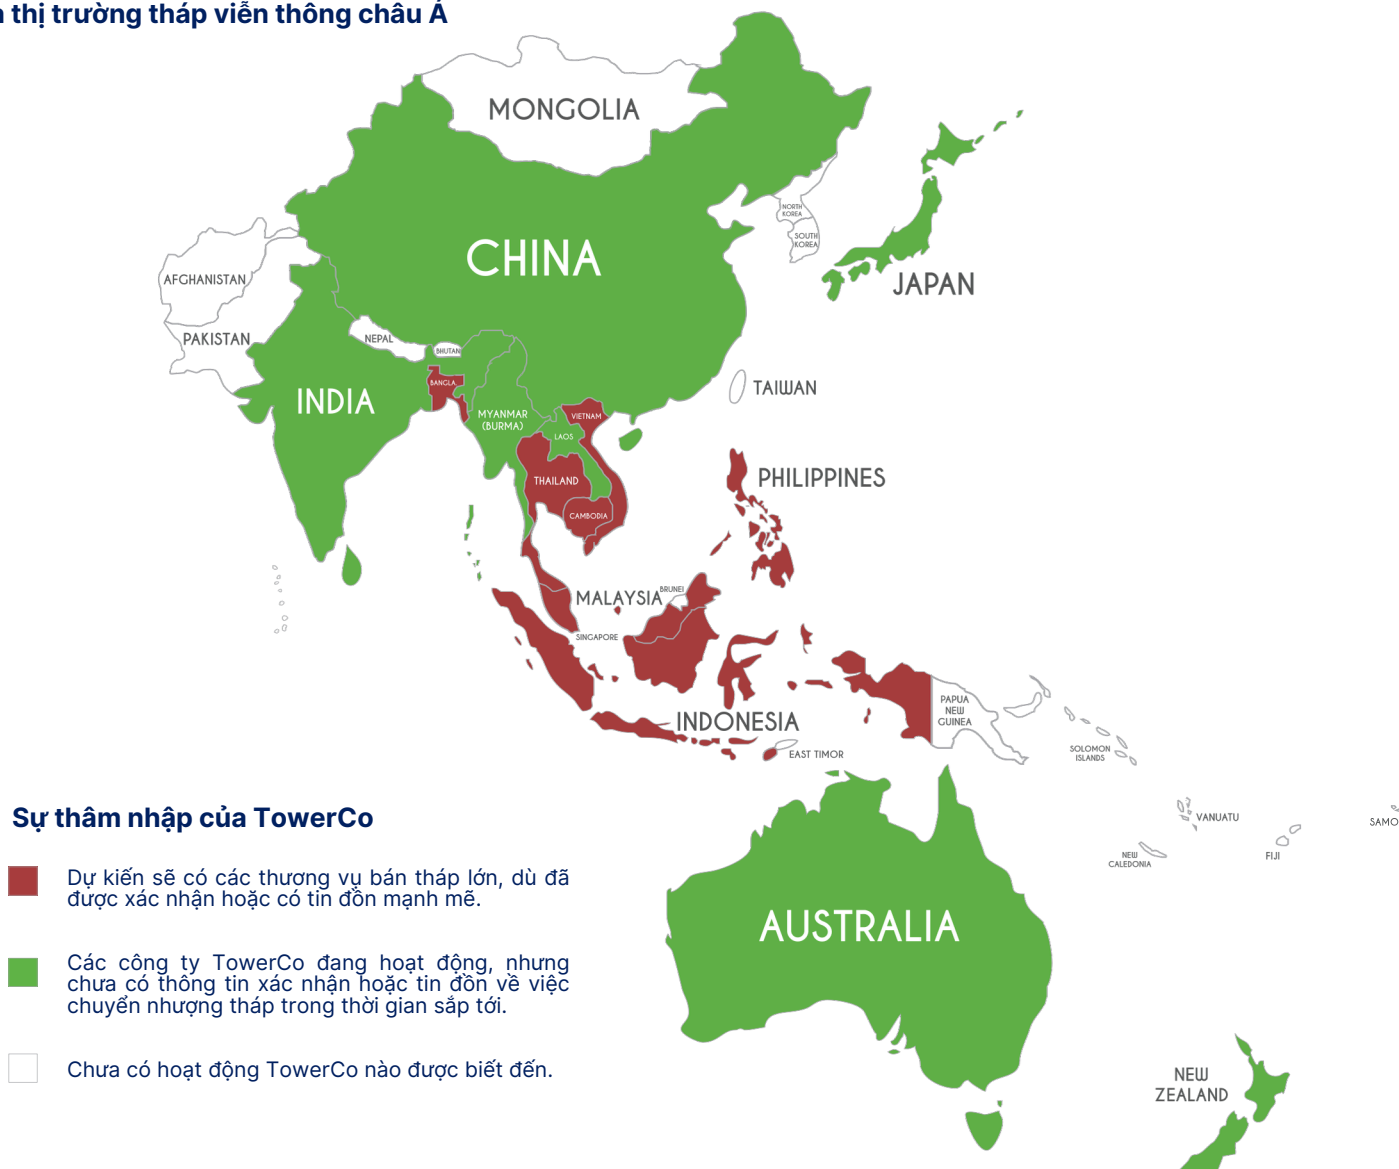 thị trường tháp viễn thông châu Á
MONGOLIA
CHINA
NORTH
KOREA
SOUTH
KOREA
JAPAN
AFGHANISTAN
PAKISTAN
NEPAL
BHUTAN
BANGLA.
INDIA
MYANMAR
(BURMA)
VIETNAM
LAOS
THAILAND
CAMBODIA
TAIWAN
PHILIPPINES
MALAYSIA
BRUNEI
SINGAPORE
INDONESIA
EAST TIMOR
PAPUA
NEW
GUINEA
SOLOMON
ISLANDS
VANUATU
NEW
CALEDONIA
FIJI
SAMO
AUSTRALIA
NEW
ZEALAND
Sự thâm nhập của TowerCo
Dự kiến sẽ có các thương vụ bán tháp lớn, dù đã
được xác nhận hoặc có tin đồn mạnh mẽ.
Các công ty TowerCo đang hoạt động, nhưng
chưa có thông tin xác nhận hoặc tin đồn về việc
chuyển nhượng tháp trong thời gian sắp tới.
Chưa có hoạt động TowerCo nào được biết đến.